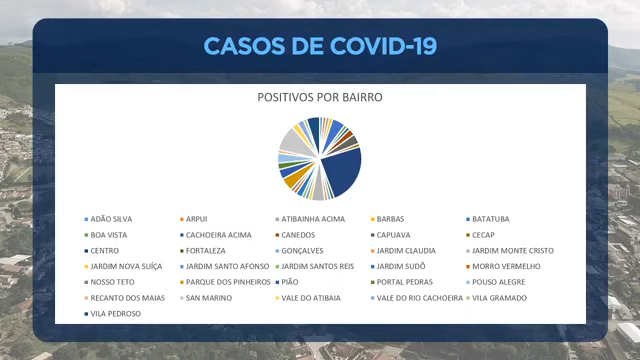 CASOS DE COVID-19
POSITIVOS POR BAIRRO
ADÃO SILVA ARPUI ATIBAINHA ACIMA BARBAS BATATUBA
BOA VISTA CACHOEIRA ACIMA CANEDOS CAPUAVA CECAP
CENTRO FORTALEZA GONÇALVES JARDIM CLAUDIA JARDIM MONTE CRISTO
JARDIM NOVA SUÍÇA JARDIM SANTO AFONSO JARDIM SANTOS REIS JARDIM SUDÔ MORRO VERMELHO
NOSSO TETO PARQUE DOS PINHEIROS PIÃO PORTAL PEDRAS POUSO ALEGRE
RECANTO DOS MAIAS SAN MARINO VALE DO ATIBAIA VALE DO RIO CACHOEIRA VILA GRAMADO
VILA PEDROSO